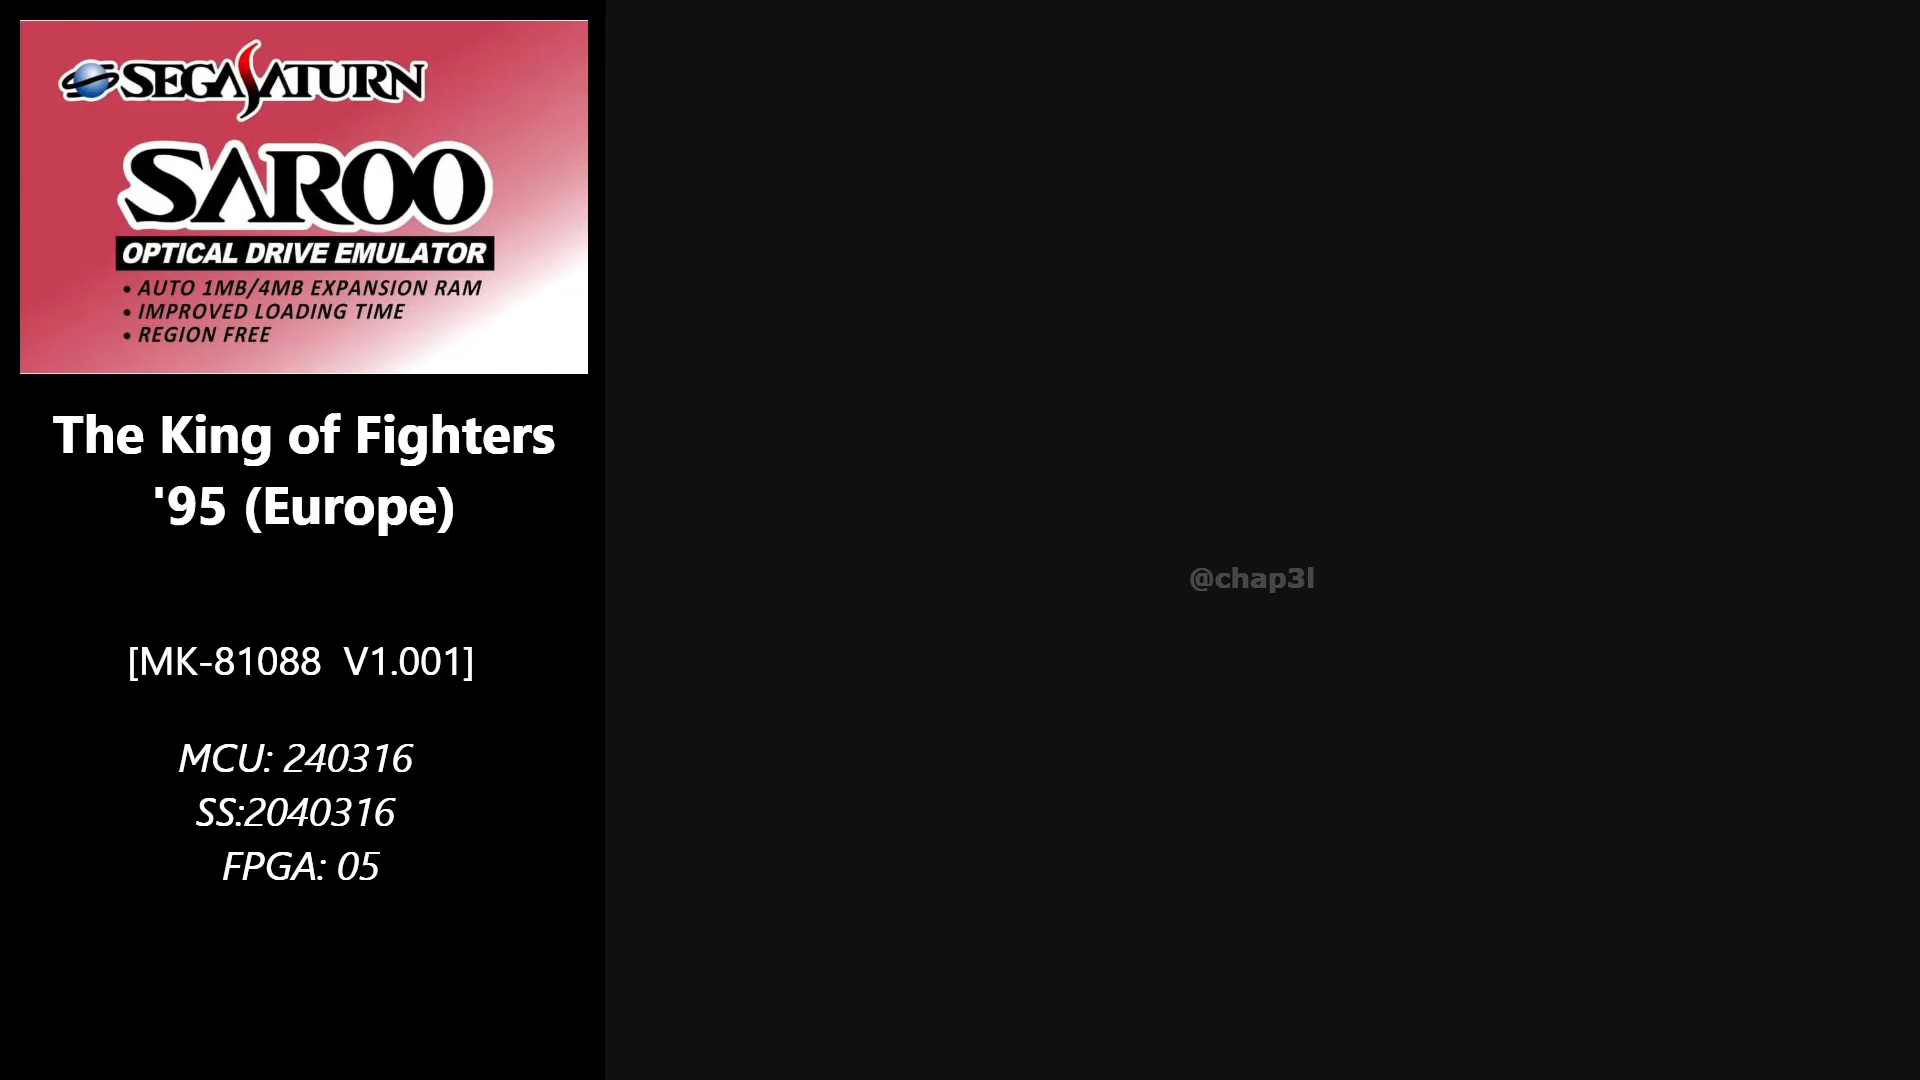 SEGA SATURN
SAROO
OPTICAL DRIVE EMULATOR
• AUTO 1MB/4MB EXPANSION RAM
• IMPROVED LOADING TIME
• REGION FREE
The King of Fighters
'95 (Europe)
@chap3l
[MK-81088 V1.001]
MCU: 240316
SS:2040316
FPGA: 05